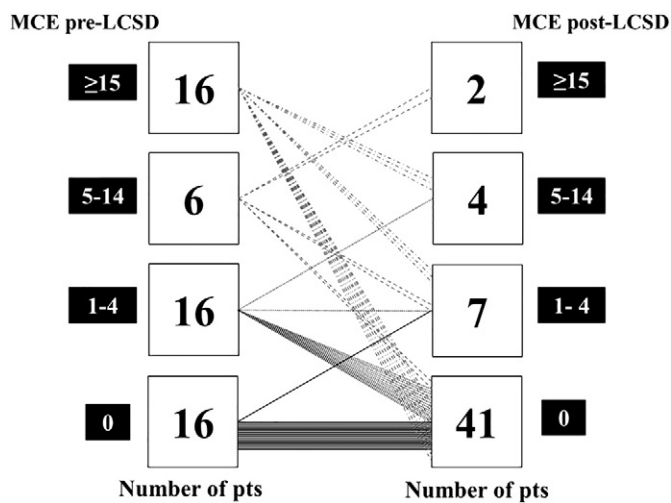 MCE pre-LCSD MCE post-LCSD
≥15 16 2 ≥15
5-14 6 4 5-14
1-4 16 7 1- 4
0 16 41 0
Number of pts Number of pts